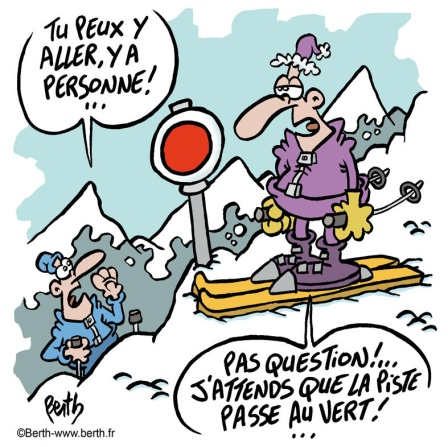 TU PEUX Y
ALLER, Y A
PERSONNE!
...
PAS QUESTION!...
J'ATTENDS QUE LA PISTE
PASSE AU VERT!
...
Berth
©Berth-www.berth.fr